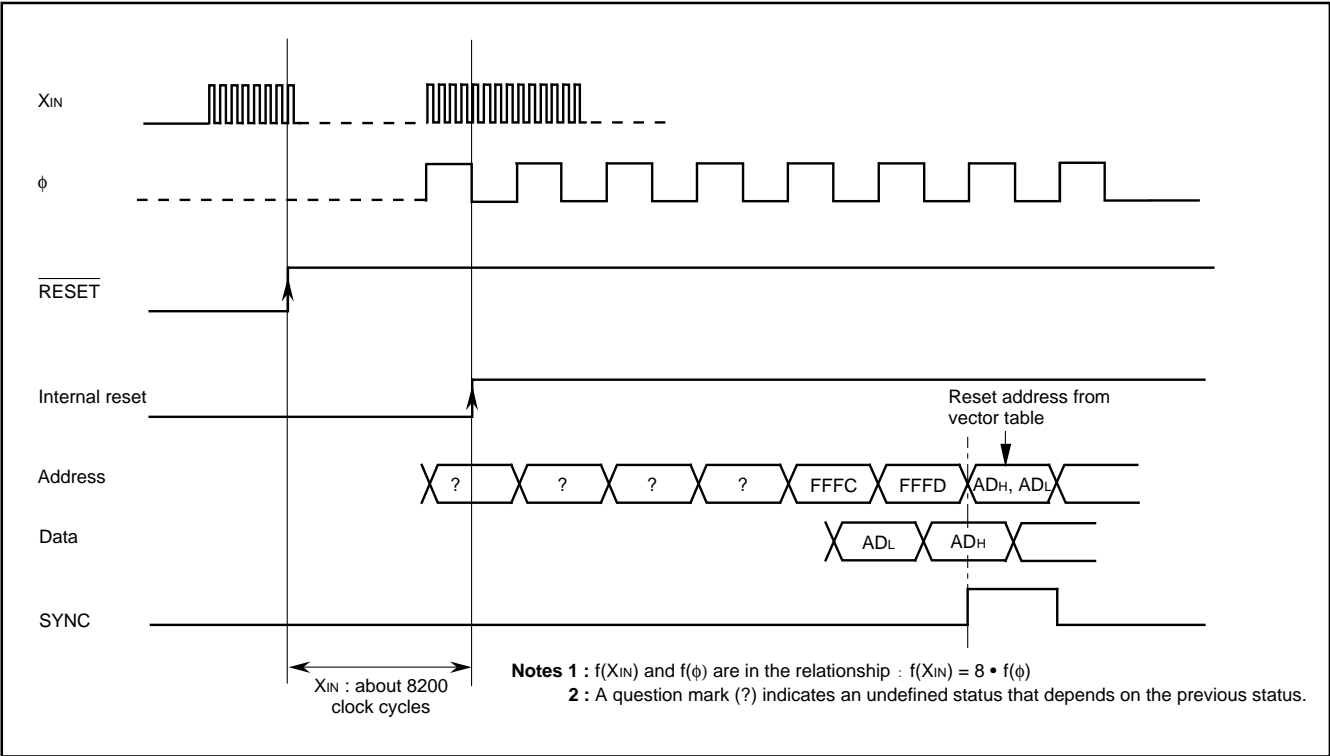 XIN
ϕ
RESET
Internal reset
Reset address from
vector table
Address
? ? ? ? FFFC FFFD ADH, ADL
Data
ADL ADH
SYNC
XIN : about 8200
clock cycles
Notes 1 : f(XIN) and f(ϕ) are in the relationship : f(XIN) = 8 • f(ϕ)
2 : A question mark (?) indicates an undefined status that depends on the previous status.